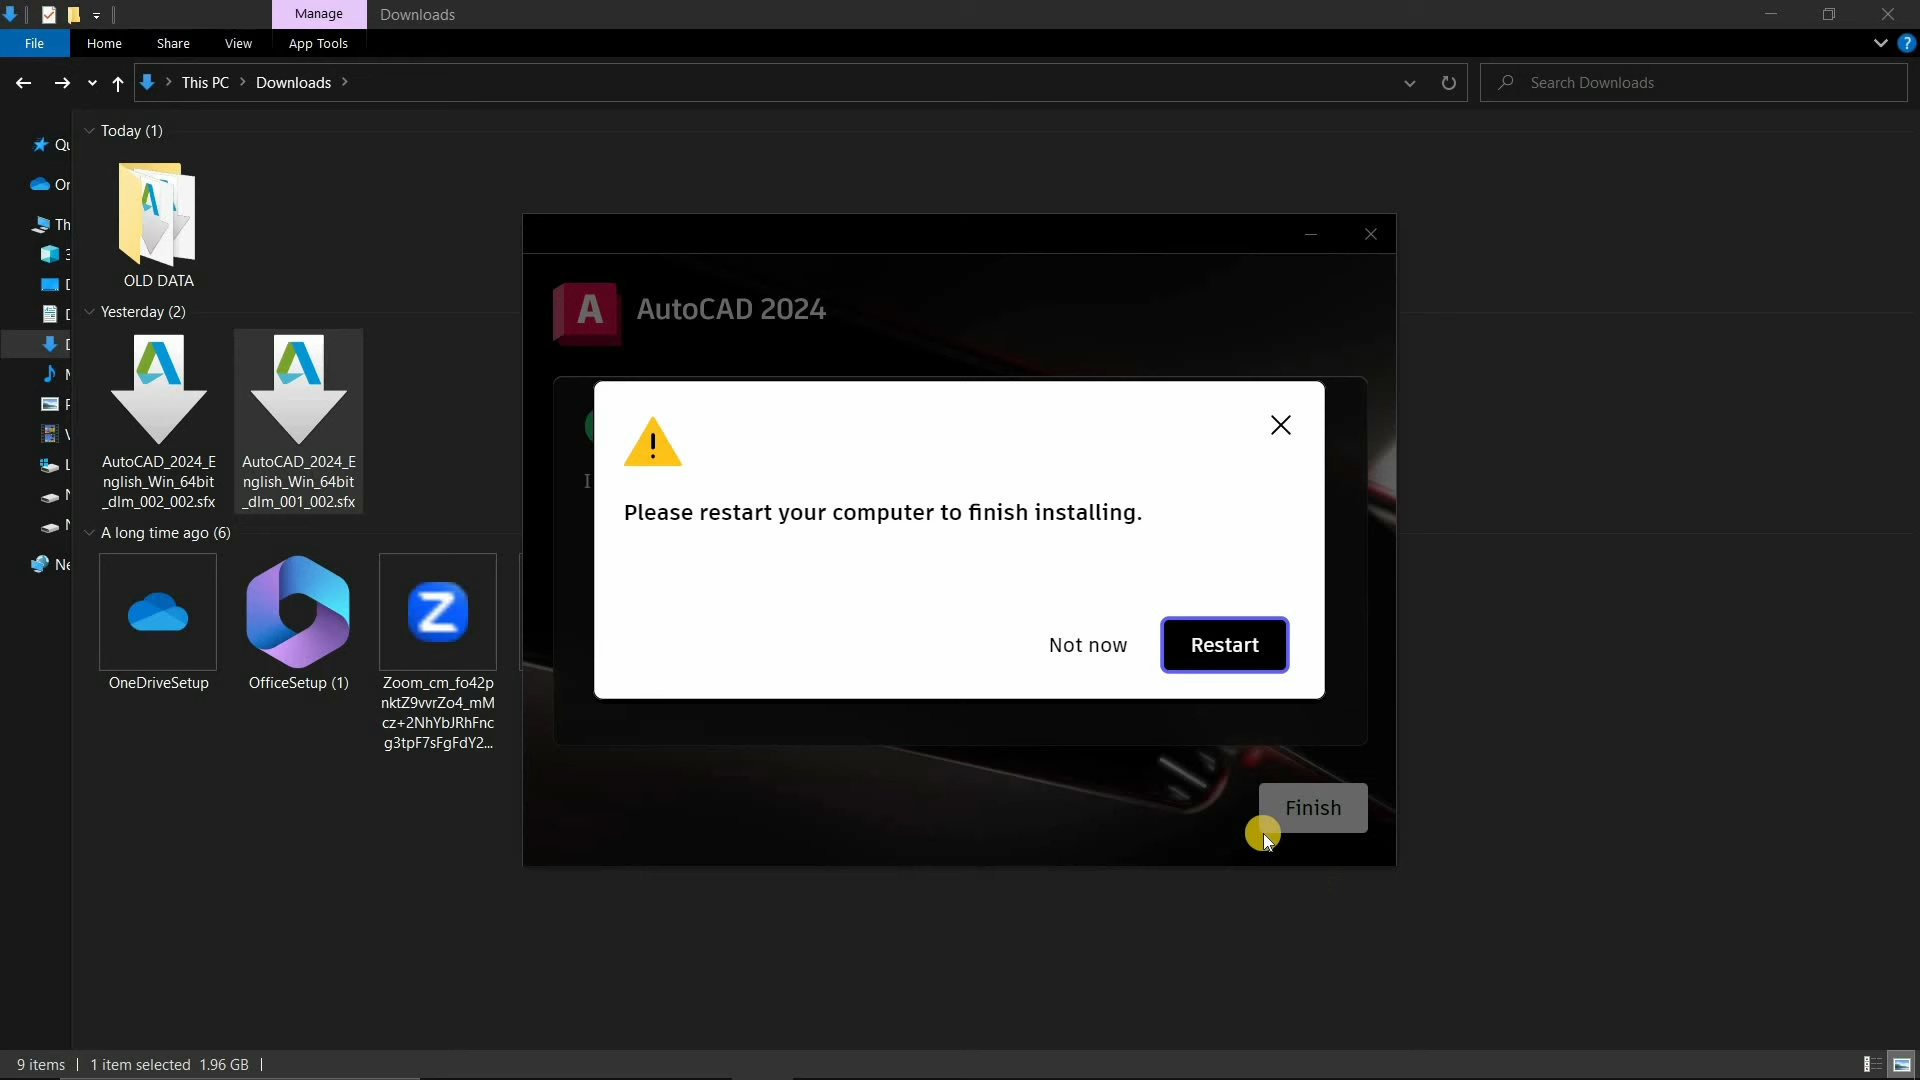 Manage
Downloads
File
Home
Share
View
App Tools
This PC
Downloads
Search Downloads
Today (1)
OLD DATA
Yesterday (2)
AutoCAD_2024_E
nglish_Win_64bit
_dlm_002_002.sfx
AutoCAD_2024_E
nglish_Win_64bit
_dlm_001_002.sfx
A long time ago (6)
OneDriveSetup
OfficeSetup (1)
Zoom_cm_fo42p
nktZ9vvrZo4_mM
cz+2NhYbJRhFnc
g3tpF7sFgFdY2...
AutoCAD 2024
Please restart your computer to finish installing.
Not now
Restart
Finish
9 items
1 item selected 1.96 GB